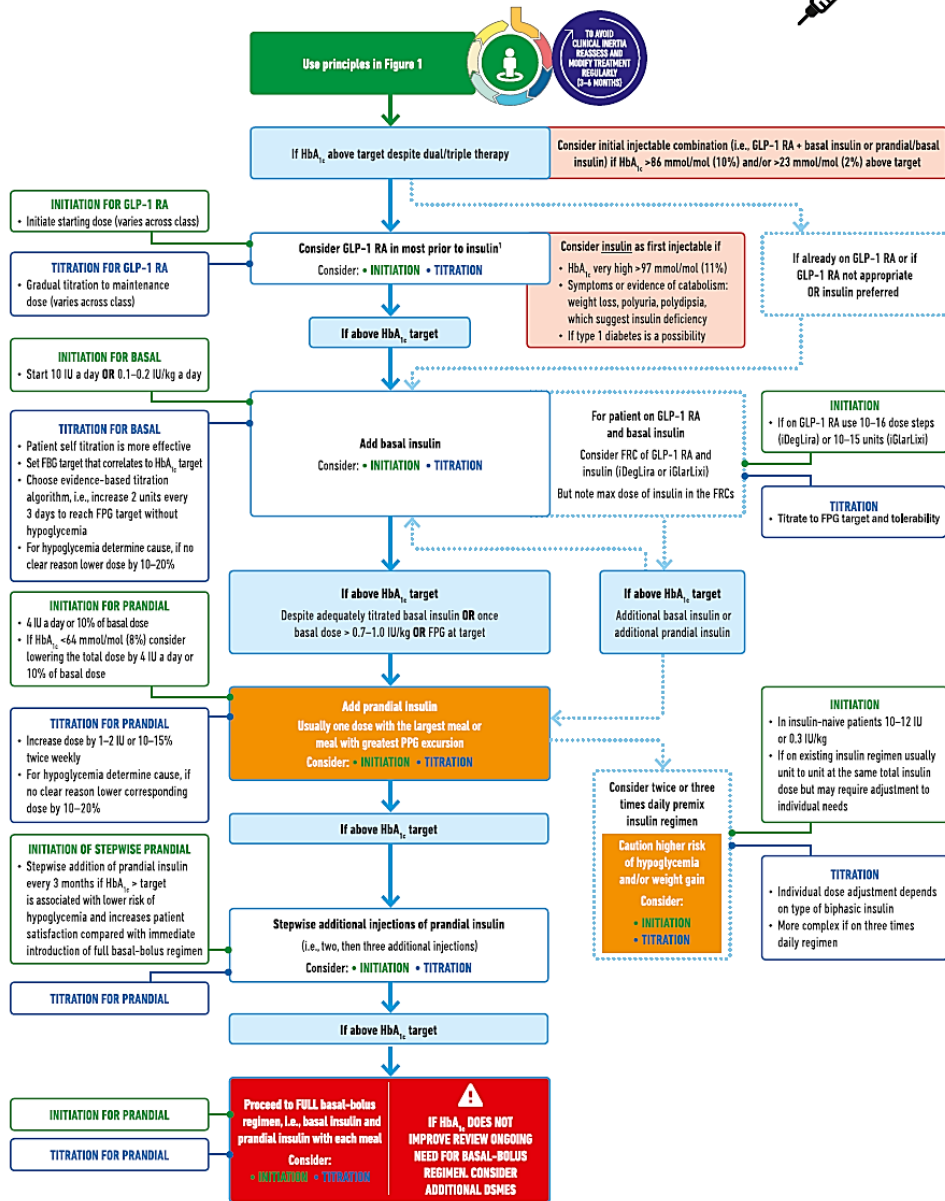 Use principles in Figure 1
TO AVOID
CLINICAL INERTIA
REASSESS AND
MODIFY TREATMENT
REGULARLY
(3–6 MONTHS)
If HbA1c above target despite dual/triple therapy
Consider initial injectable combination (i.e., GLP-1 RA + basal insulin or prandial/basal
insulin) if HbA1c >86 mmol/mol (10%) and/or >23 mmol/mol (2%) above target
INITIATION FOR GLP-1 RA
• Initiate starting dose (varies across class)
TITRATION FOR GLP-1 RA
• Gradual titration to maintenance
dose (varies across class)
Consider GLP-1 RA in most prior to insulin1
Consider: • INITIATION • TITRATION
Consider insulin as first injectable if
• HbA1c very high >97 mmol/mol (11%)
• Symptoms or evidence of catabolism:
weight loss, polyuria, polydipsia,
which suggest insulin deficiency
• If type 1 diabetes is a possibility
If already on GLP-1 RA or if
GLP-1 RA not appropriate
OR insulin preferred
If above HbA1c target
INITIATION FOR BASAL
• Start 10 IU a day OR 0.1–0.2 IU/kg a day
TITRATION FOR BASAL
• Patient self titration is more effective
• Set FBG target that correlates to HbA1c target
• Choose evidence-based titration
algorithm, i.e., increase 2 units every
3 days to reach FPG target without
hypoglycemia
• For hypoglycemia determine cause, if no
clear reason lower dose by 10–20%
Add basal insulin
Consider: • INITIATION • TITRATION
For patient on GLP-1 RA
and basal insulin
Consider FRC of GLP-1 RA and
insulin (iDegLira or iGlarLixi)
But note max dose of insulin in the FRCs
INITIATION
• If on GLP-1 RA use 10–16 dose steps
(iDegLira) or 10–15 units (iGlarLixi)
TITRATION
• Titrate to FPG target and tolerability
If above HbA1c target
Despite adequately titrated basal insulin OR once
basal dose > 0.7–1.0 IU/kg OR FPG at target
If above HbA1c target
Additional basal insulin or
additional prandial insulin
INITIATION FOR PRANDIAL
• 4 IU a day or 10% of basal dose
• If HbA1c <64 mmol/mol (8%) consider
lowering the total dose by 4 IU a day or
10% of basal dose
TITRATION FOR PRANDIAL
• Increase dose by 1–2 IU or 10–15%
twice weekly
• For hypoglycemia determine cause, if
no clear reason lower corresponding
dose by 10–20%
Add prandial insulin
Usually one dose with the largest meal or
meal with greatest PPG excursion
Consider: • INITIATION • TITRATION
Consider twice or three
times daily premix
insulin regimen
Caution higher risk
of hypoglycemia
and/or weight gain
Consider:
• INITIATION
• TITRATION
INITIATION
• In insulin-naive patients 10–12 IU
or 0.3 IU/kg
• If on existing insulin regimen usually
unit to unit at the same total insulin
dose but may require adjustment to
individual needs
TITRATION
• Individual dose adjustment depends
on type of biphasic insulin
• More complex if on three times
daily regimen
If above HbA1c target
INITIATION OF STEPWISE PRANDIAL
• Stepwise addition of prandial insulin
every 3 months if HbA1c > target
is associated with lower risk of
hypoglycemia and increases patient
satisfaction compared with immediate
introduction of full basal-bolus regimen
TITRATION FOR PRANDIAL
Stepwise additional injections of prandial insulin
(i.e., two, then three additional injections)
Consider: • INITIATION • TITRATION
If above HbA1c target
INITIATION FOR PRANDIAL
TITRATION FOR PRANDIAL
Proceed to FULL basal-bolus
regimen, i.e., basal insulin and
prandial insulin with each meal
Consider:
• INITIATION • TITRATION
IF HbA1c DOES NOT
IMPROVE REVIEW ONGOING
NEED FOR BASAL-BOLUS
REGIMEN. CONSIDER
ADDITIONAL DSMES